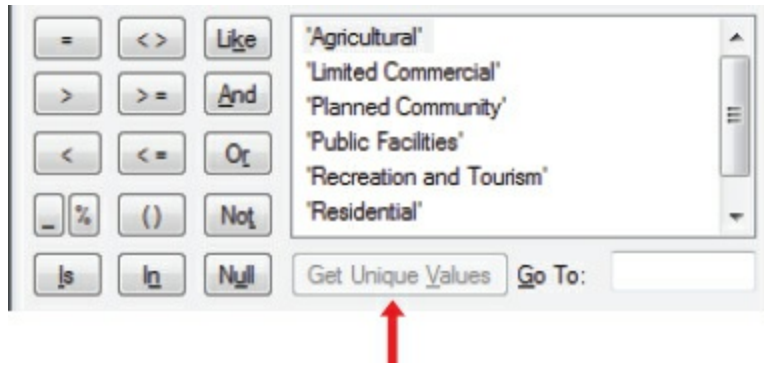 = <> Like
> >= And
< <= Or
_ % () Not
Is In Null
'Agricultural'
'Limited Commercial'
'Planned Community'
'Public Facilities'
'Recreation and Tourism'
'Residential'
Get Unique Values Go To: